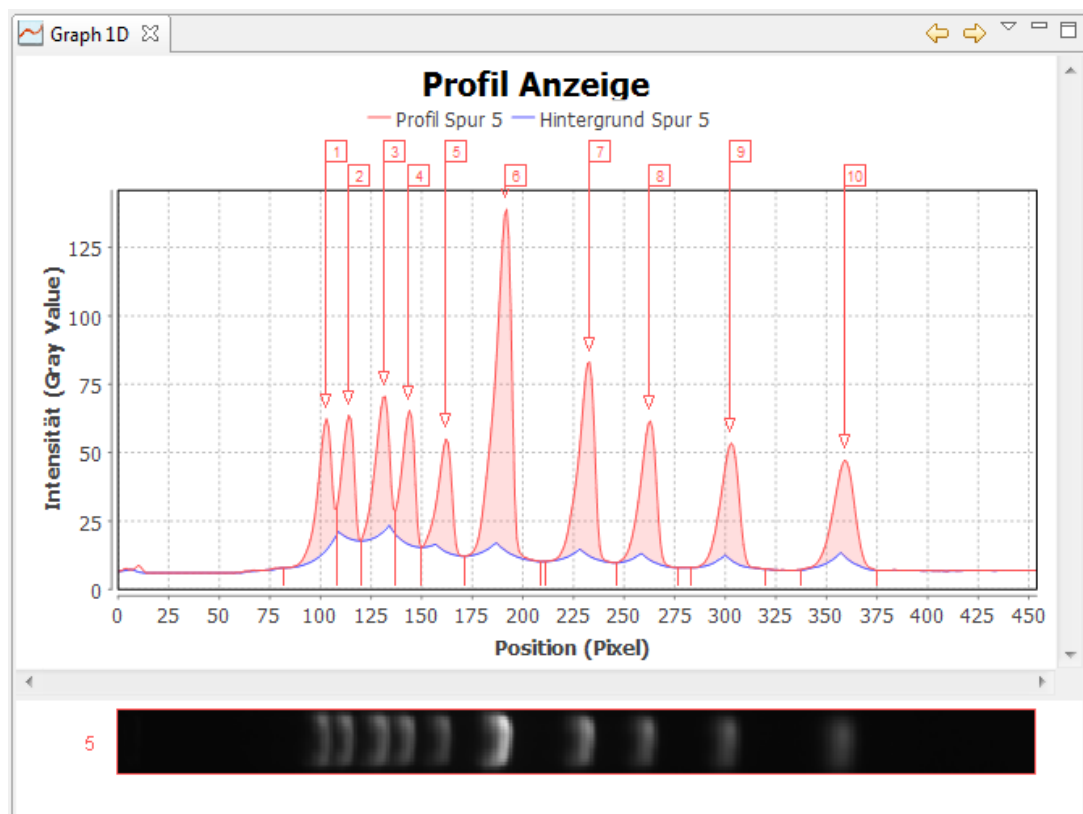 Graph 1D
Profil Anzeige
Profil Spur 5 Hintergrund Spur 5
1 3 5 7 9
2 4 6 8 10
125
100
75
50
25
0
Intensität (Gray Value)
0 25 50 75 100 125 150 175 200 225 250 275 300 325 350 375 400 425 450
Position (Pixel)
5